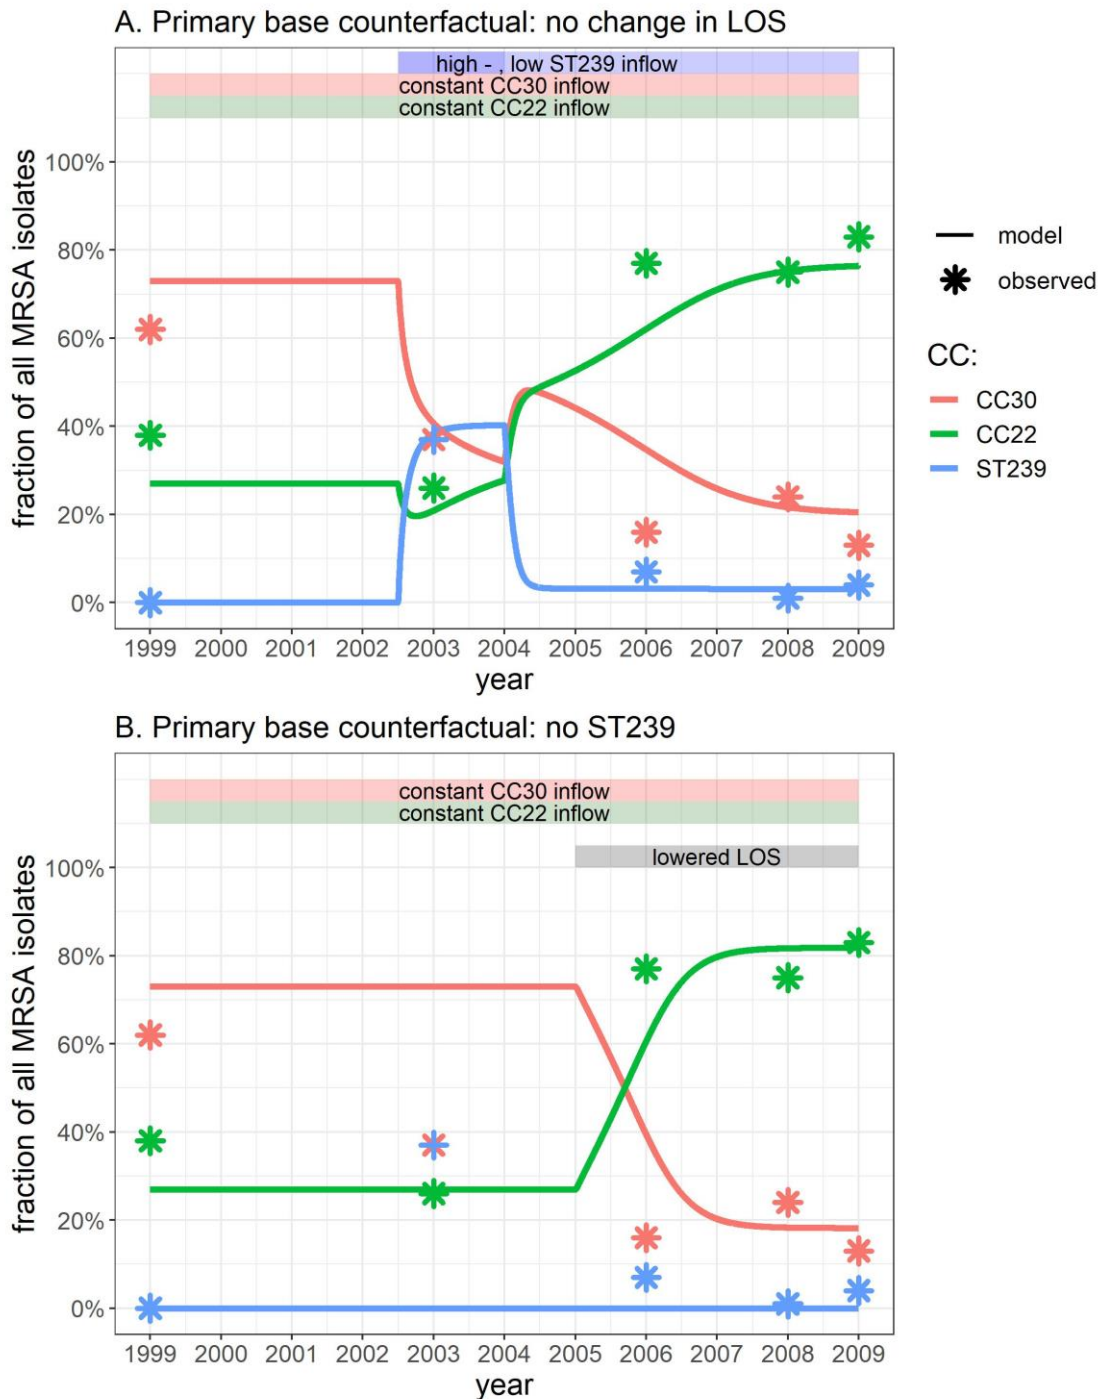 A. Primary base counterfactual: no change in LOS
high - , low ST239 inflow
constant CC30 inflow
constant CC22 inflow
fraction of all MRSA isolates
100%
80%
60%
40%
20%
0%
1999 2000 2001 2002 2003 2004 2005 2006 2007 2008 2009
year
model
observed
CC:
CC30
CC22
ST239
B. Primary base counterfactual: no ST239
constant CC30 inflow
constant CC22 inflow
lowered LOS
fraction of all MRSA isolates
100%
80%
60%
40%
20%
0%
1999 2000 2001 2002 2003 2004 2005 2006 2007 2008 2009
year